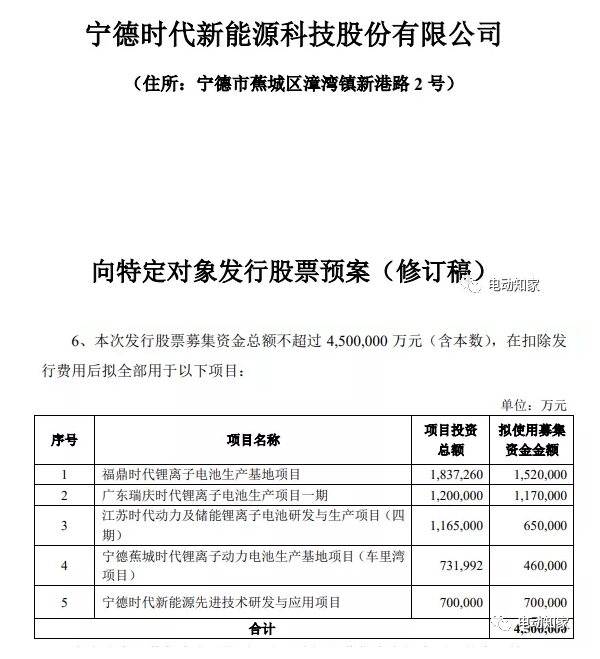 宁德时代新能源科技股份有限公司
（住所：宁德市蕉城区漳湾镇新港路 2 号）
向特定对象发行股票预案（修订稿）
电动知家
6、本次发行股票募集资金总额不超过 4,500,000 万元（含本数），在扣除发
行费用后拟全部用于以下项目：
单位：万元
序号 项目名称 项目投资总额 拟使用募集资金金额
1 福鼎时代锂离子电池生产基地项目 1,837,260 1,520,000
2 广东瑞庆时代锂离子电池生产项目一期 1,200,000 1,170,000
3 江苏时代动力及储能锂离子电池研发与生产项目（四期） 1,165,000 650,000
4 宁德蕉城时代锂离子动力电池生产基地项目（车里湾项目） 731,992 460,000
5 宁德时代新能源先进技术研发与应用项目 700,000 700,000
合计 4,500,000
电动知家